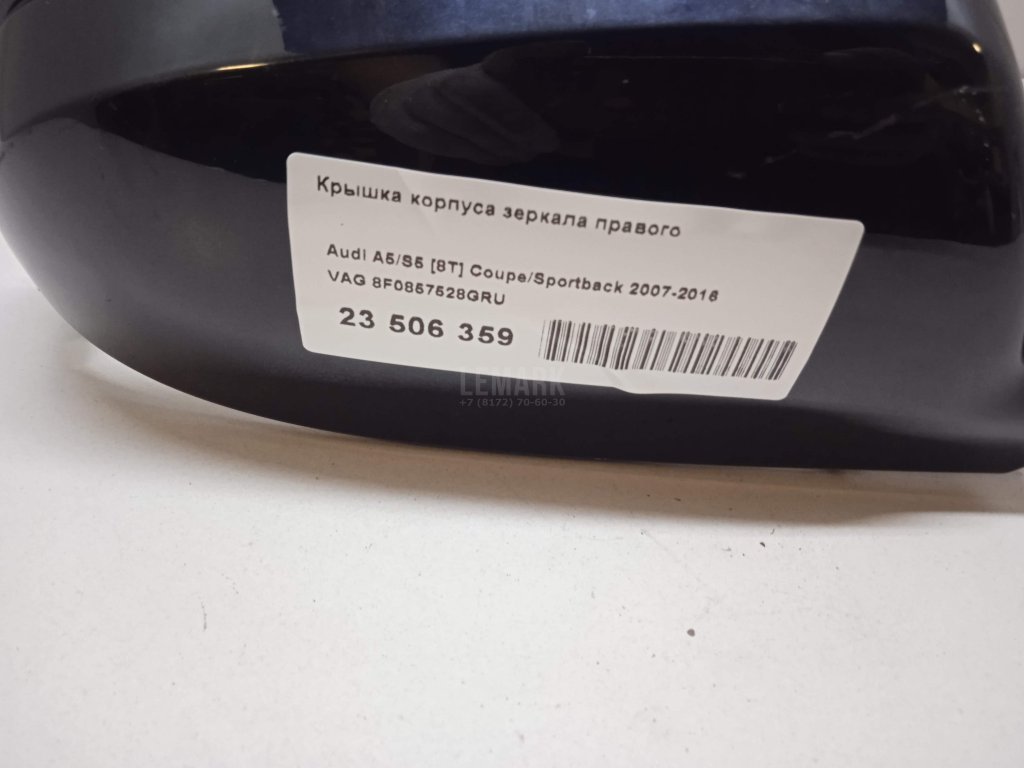 Крышка корпуса зеркала правого
Audi A5/S5 [8T] Coupe/Sportback 2007-2016
VAG 8F0857528GRU
23 506 359
LEMARK
+7 (8172) 70-60-30